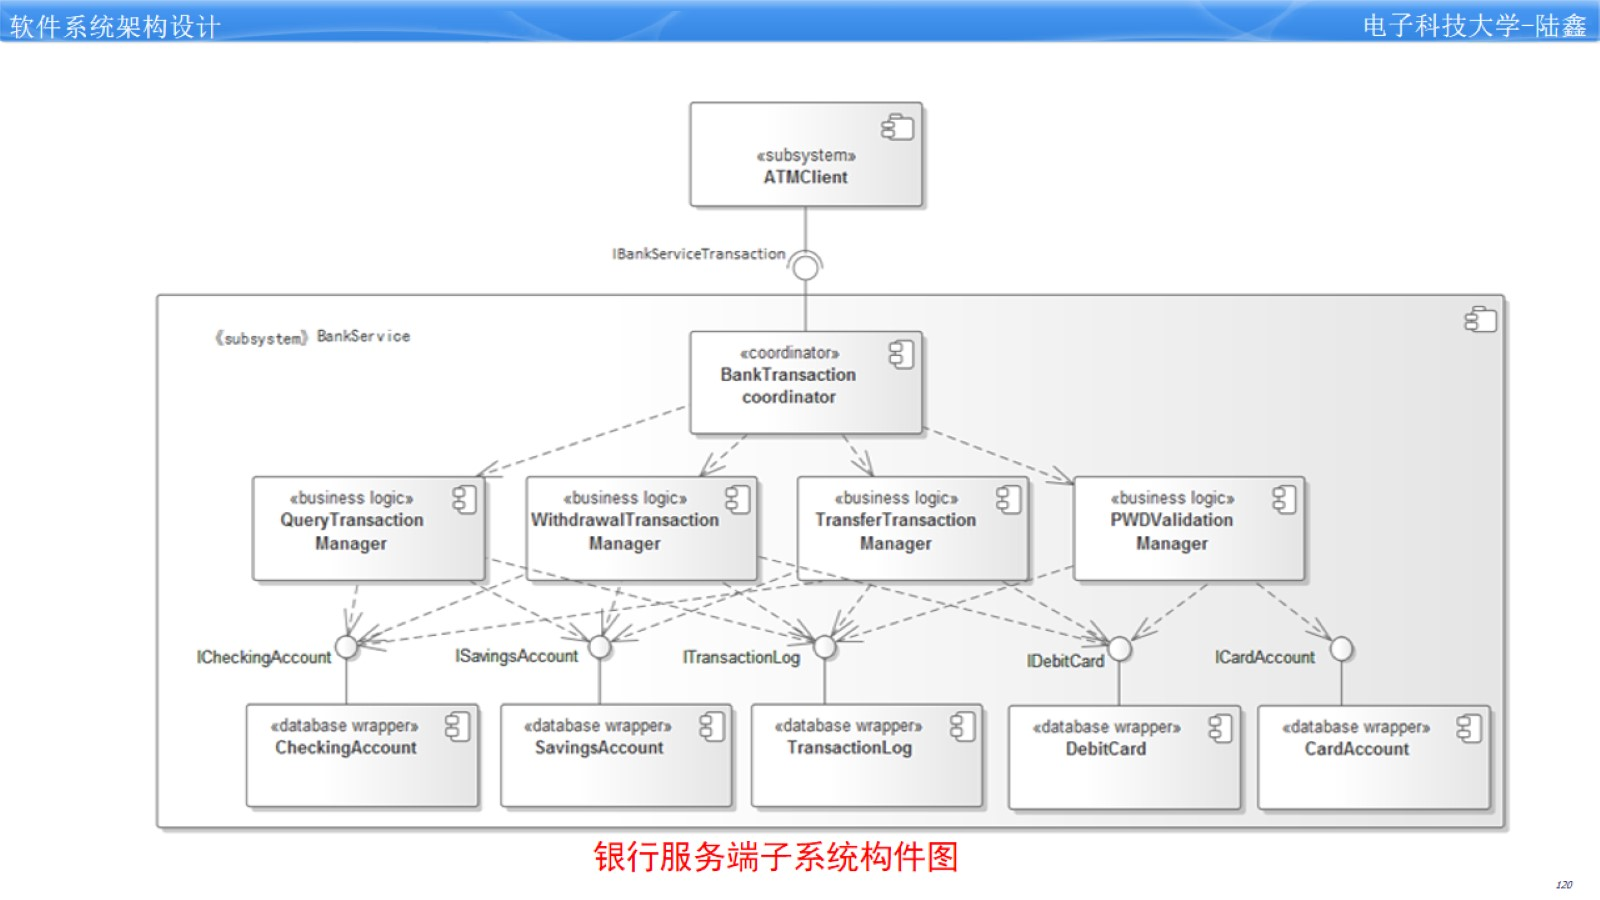 软件系统架构设计
电子科技大学-陆鑫
«subsystem»
ATMClient
IBankServiceTransaction
《subsystem》BankService
«coordinator»
BankTransaction
coordinator
«business logic»
QueryTransaction
Manager
«business logic»
WithdrawalTransaction
Manager
«business logic»
TransferTransaction
Manager
«business logic»
PWDValidation
Manager
ICheckingAccount
ISavingsAccount
ITransactionLog
IDebitCard
ICardAccount
«database wrapper»
CheckingAccount
«database wrapper»
SavingsAccount
«database wrapper»
TransactionLog
«database wrapper»
DebitCard
«database wrapper»
CardAccount
银行服务端子系统构件图
120